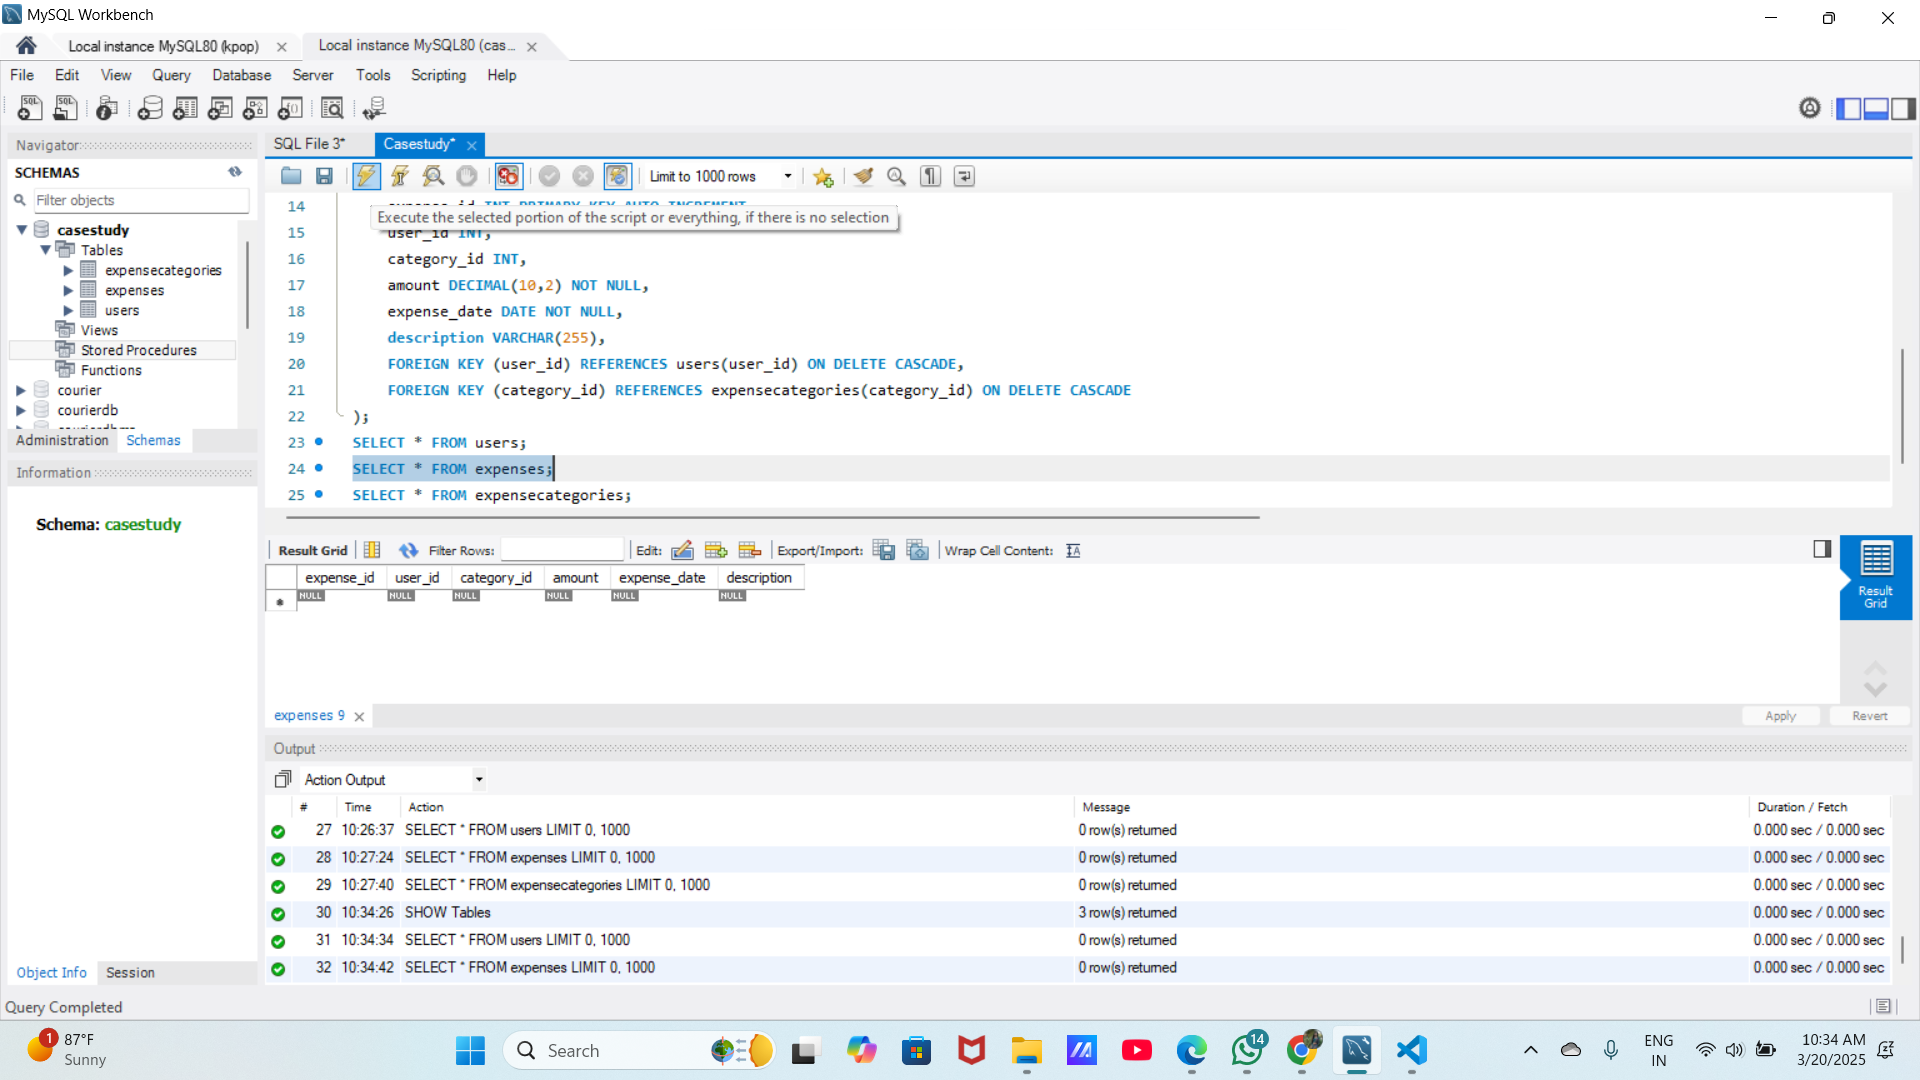 MySQL Workbench
Local instance MySQL80 (kpop)
Local instance MySQL80 (cas...
File Edit View Query Database Server Tools Scripting Help
Navigator
SCHEMAS
Filter objects
casestudy
Tables
expensecategories
expenses
users
Views
Stored Procedures
Functions
courier
courierdb
Administration Schemas
Information
Schema: casestudy
Object Info Session
SQL File 3*
Casestudy*
Limit to 1000 rows
Execute the selected portion of the script or everything, if there is no selection
14 expense_id INT PRIMARY KEY AUTO_INCREMENT,
15 user_id INT,
16 category_id INT,
17 amount DECIMAL(10,2) NOT NULL,
18 expense_date DATE NOT NULL,
19 description VARCHAR(255),
20 FOREIGN KEY (user_id) REFERENCES users(user_id) ON DELETE CASCADE,
21 FOREIGN KEY (category_id) REFERENCES expensecategories(category_id) ON DELETE CASCADE
22 );
23 SELECT * FROM users;
24 SELECT * FROM expenses;
25 SELECT * FROM expensecategories;
Result Grid Filter Rows: Edit: Export/Import: Wrap Cell Content:
expense_id user_id category_id amount expense_date description
NULL NULL NULL NULL NULL NULL
Result
Grid
expenses 9
Apply Revert
Output
Action Output
# Time Action Message Duration / Fetch
27 10:26:37 SELECT * FROM users LIMIT 0, 1000 0 row(s) returned 0.000 sec / 0.000 sec
28 10:27:24 SELECT * FROM expenses LIMIT 0, 1000 0 row(s) returned 0.000 sec / 0.000 sec
29 10:27:40 SELECT * FROM expensecategories LIMIT 0, 1000 0 row(s) returned 0.000 sec / 0.000 sec
30 10:34:26 SHOW Tables 3 row(s) returned 0.000 sec / 0.000 sec
31 10:34:34 SELECT * FROM users LIMIT 0, 1000 0 row(s) returned 0.000 sec / 0.000 sec
32 10:34:42 SELECT * FROM expenses LIMIT 0, 1000 0 row(s) returned 0.000 sec / 0.000 sec
Query Completed
1
87°F
Sunny
Search
14
ENG
IN
10:34 AM
3/20/2025